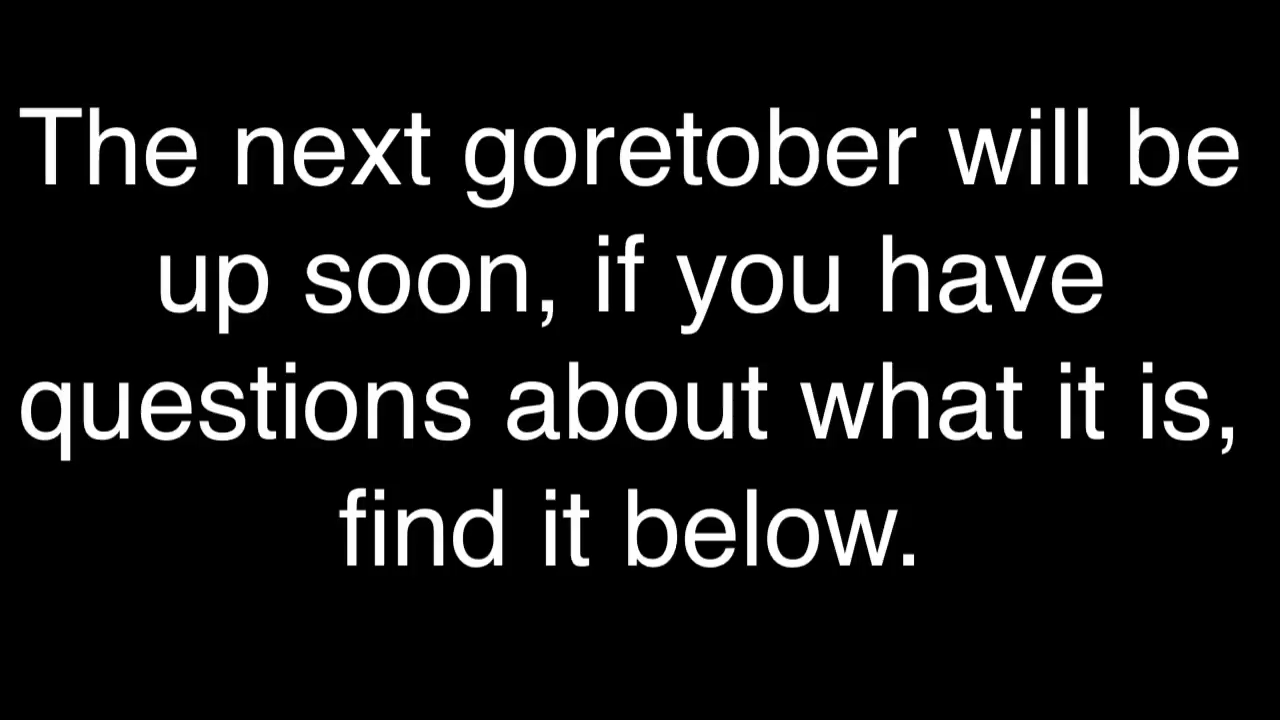 The next goretober will be
up soon, if you have
questions about what it is,
find it below.